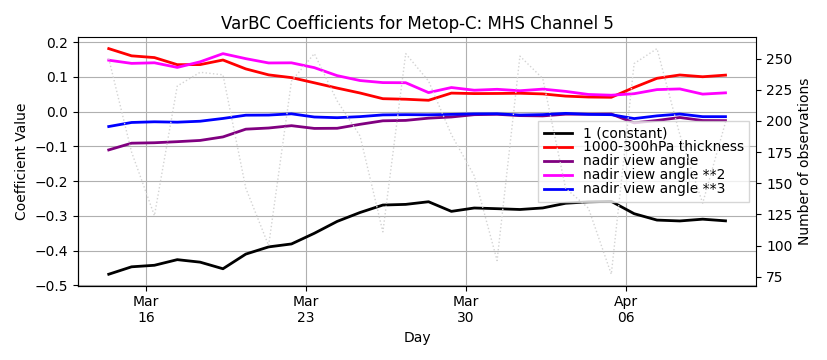 VarBC Coefficients for Metop-C: MHS Channel 5
Coefficient Value
0.2
0.1
0.0
−0.1
−0.2
−0.3
−0.4
−0.5
1 (constant)
1000-300hPa thickness
nadir view angle
nadir view angle **2
nadir view angle **3
250
225
200
175
150
125
100
75
Number of observations
Mar
16
Mar
23
Mar
30
Apr
06
Day